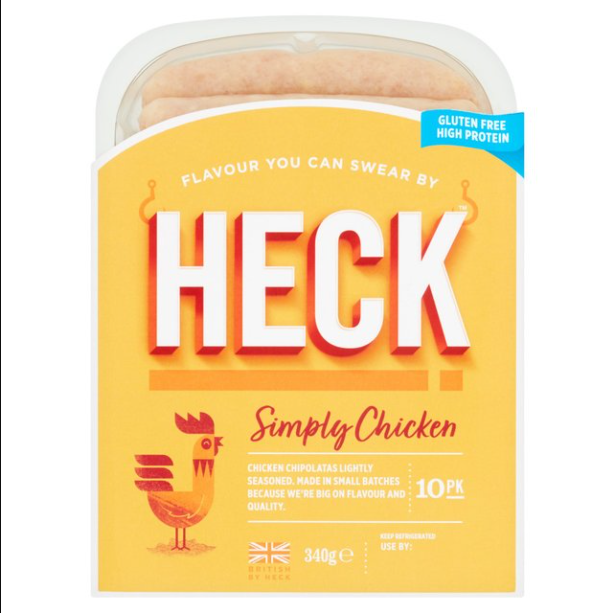 GLUTEN FREE
HIGH PROTEIN
FLAVOUR YOU CAN SWEAR BY
HECK™
Simply Chicken
CHICKEN CHIPOLATAS LIGHTLY
SEASONED. MADE IN SMALL BATCHES
BECAUSE WE'RE BIG ON FLAVOUR AND
QUALITY.
10PK
KEEP REFRIGERATED
USE BY:
340g ℮
BRITISH
BY HECK